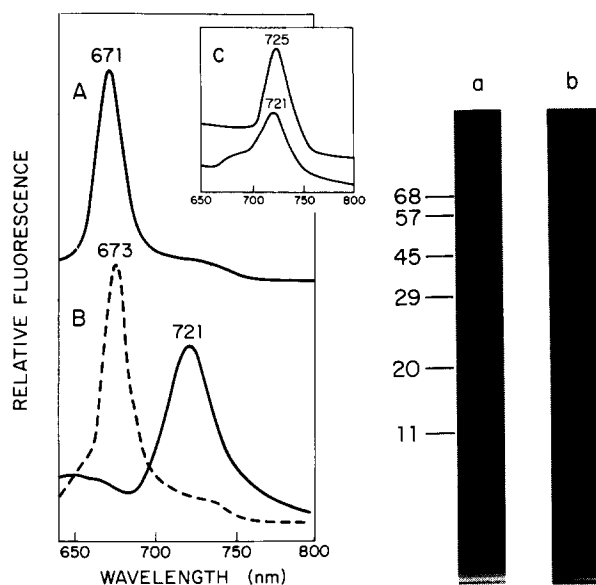 671
A
C
725
721
650 700 750 800
673
B
721
RELATIVE FLUORESCENCE
650 700 750 800
WAVELENGTH (nm)
a b
68
57
45
29
20
11